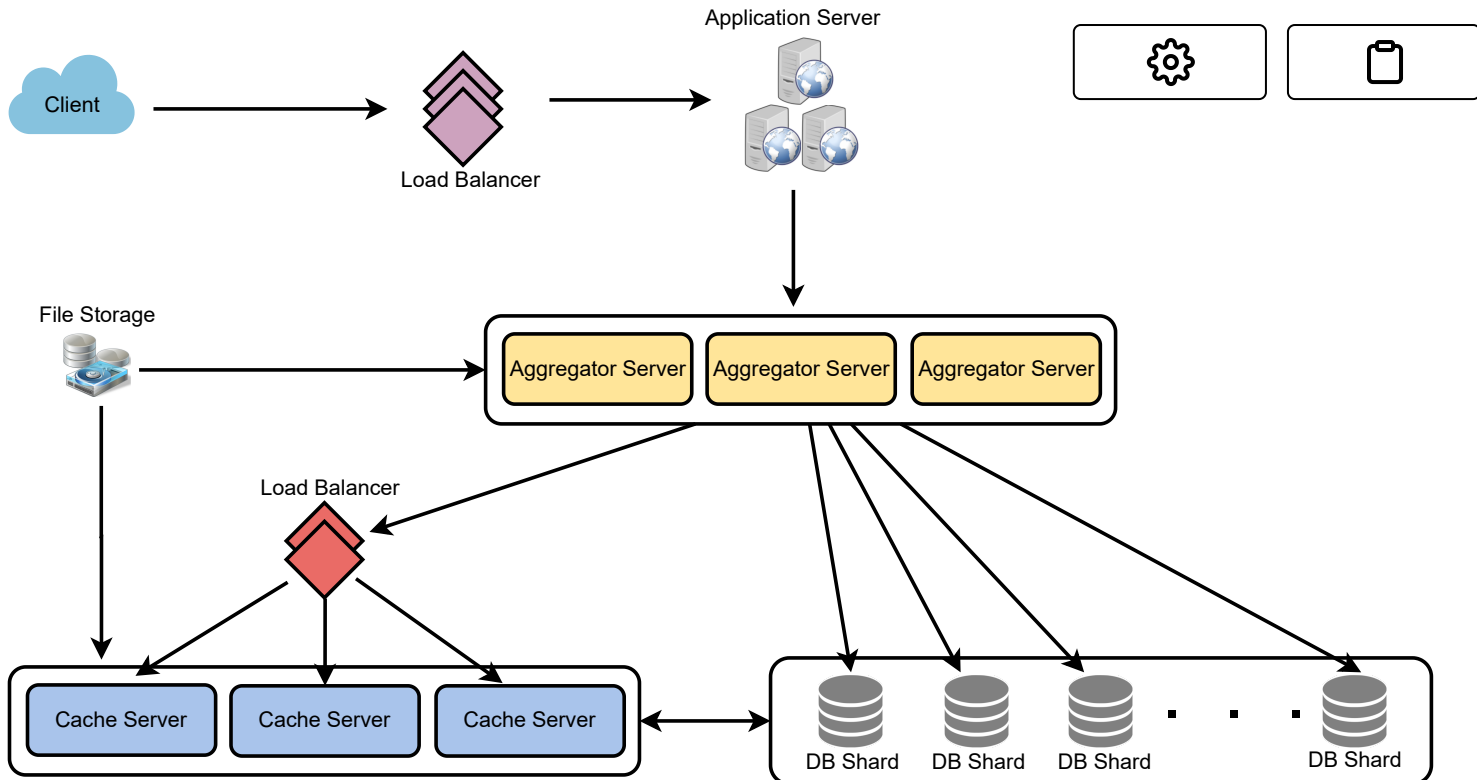 Application Server
Client
Load Balancer
File Storage
Aggregator Server
Aggregator Server
Aggregator Server
Load Balancer
Cache Server
Cache Server
Cache Server
DB Shard
DB Shard
DB Shard
DB Shard